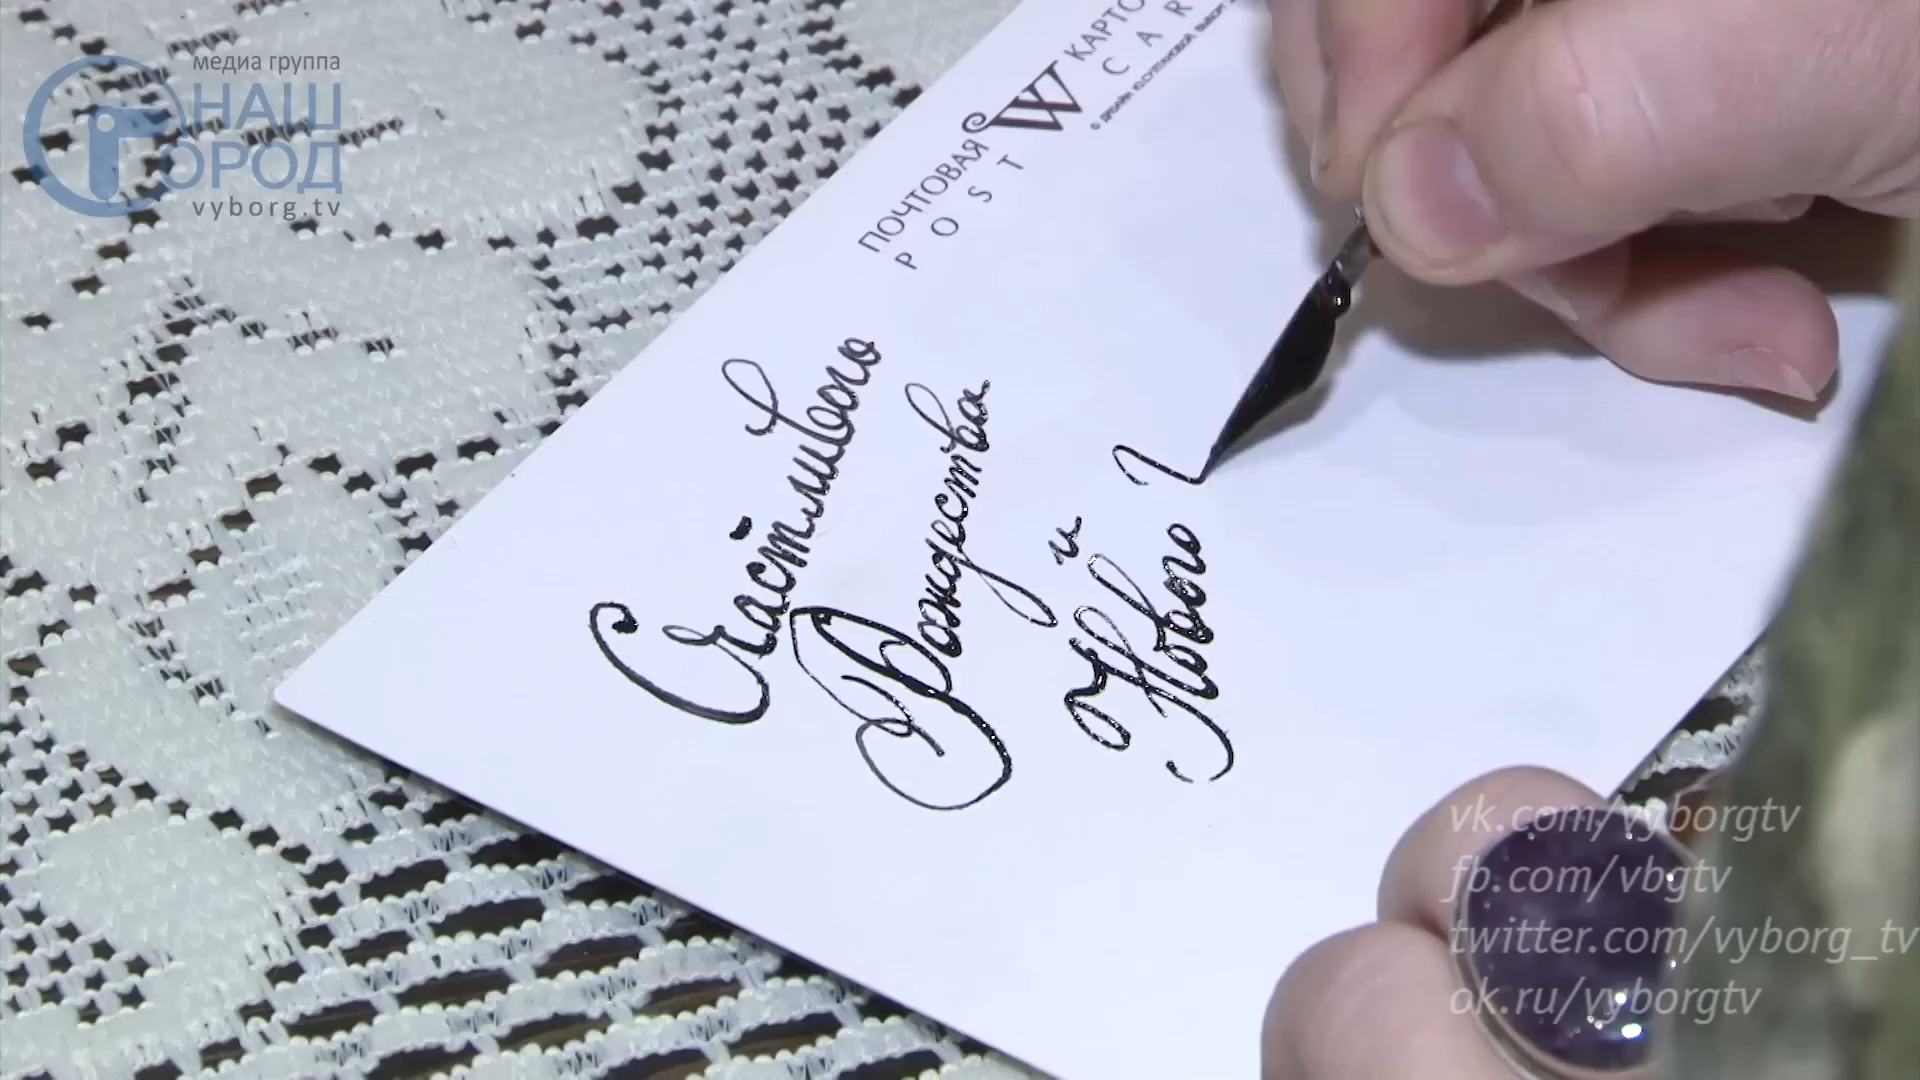 медиа группа
НАШ
ГОРОД
vyborg.tv
ПОЧТОВАЯ КАРТО
POST CAR
Счастливого
Рождества
и
Нового Г
vk.com/vyborgtv
fb.com/vbgtv
twitter.com/vyborg_tv
ok.ru/vyborgtv